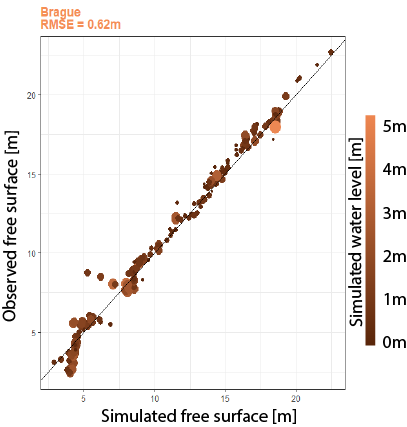 Brague
RMSE = 0.62m
Observed free surface [m]
20
15
10
5
5
10
15
20
Simulated free surface [m]
Simulated water level [m]
5m
4m
3m
2m
1m
0m